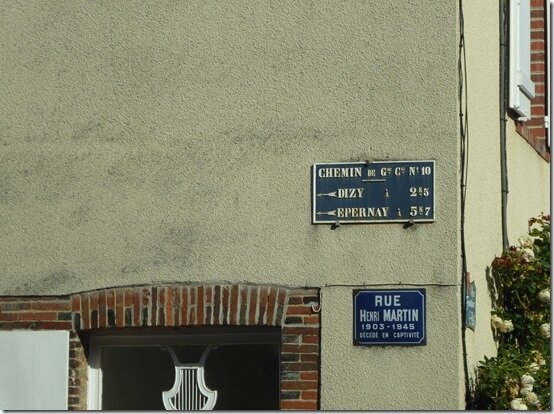 CHEMIN DE Gᴰᴱ Cᴼᴺ Nº 10
DIZY à 2ᴷ5
EPERNAY à 5ᴷ7
RUE
HENRI MARTIN
1903-1945
DÉCÉDÉ EN CAPTIVITÉ